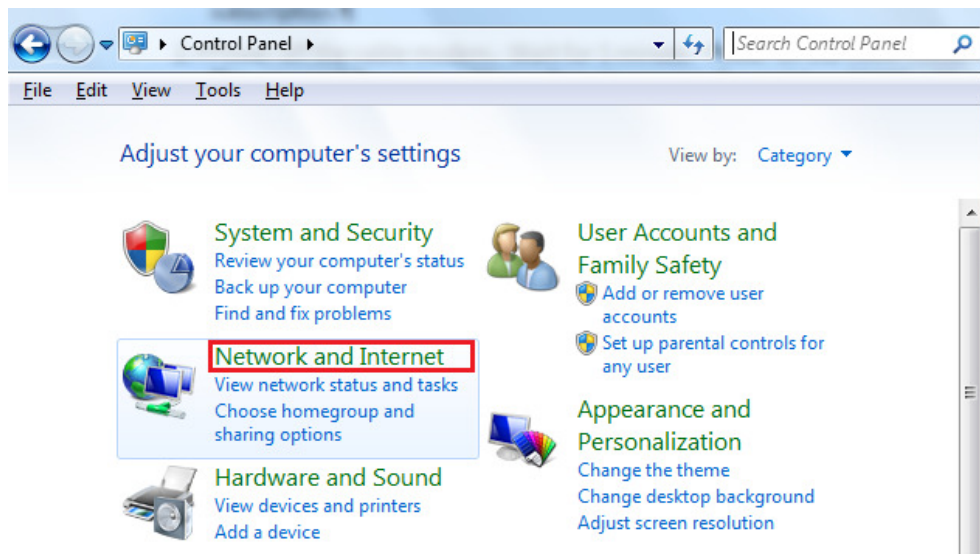 Control Panel
Search Control Panel
File Edit View Tools Help
Adjust your computer's settings
View by: Category
System and Security
Review your computer's status
Back up your computer
Find and fix problems
Network and Internet
View network status and tasks
Choose homegroup and
sharing options
Hardware and Sound
View devices and printers
Add a device
User Accounts and
Family Safety
Add or remove user
accounts
Set up parental controls for
any user
Appearance and
Personalization
Change the theme
Change desktop background
Adjust screen resolution